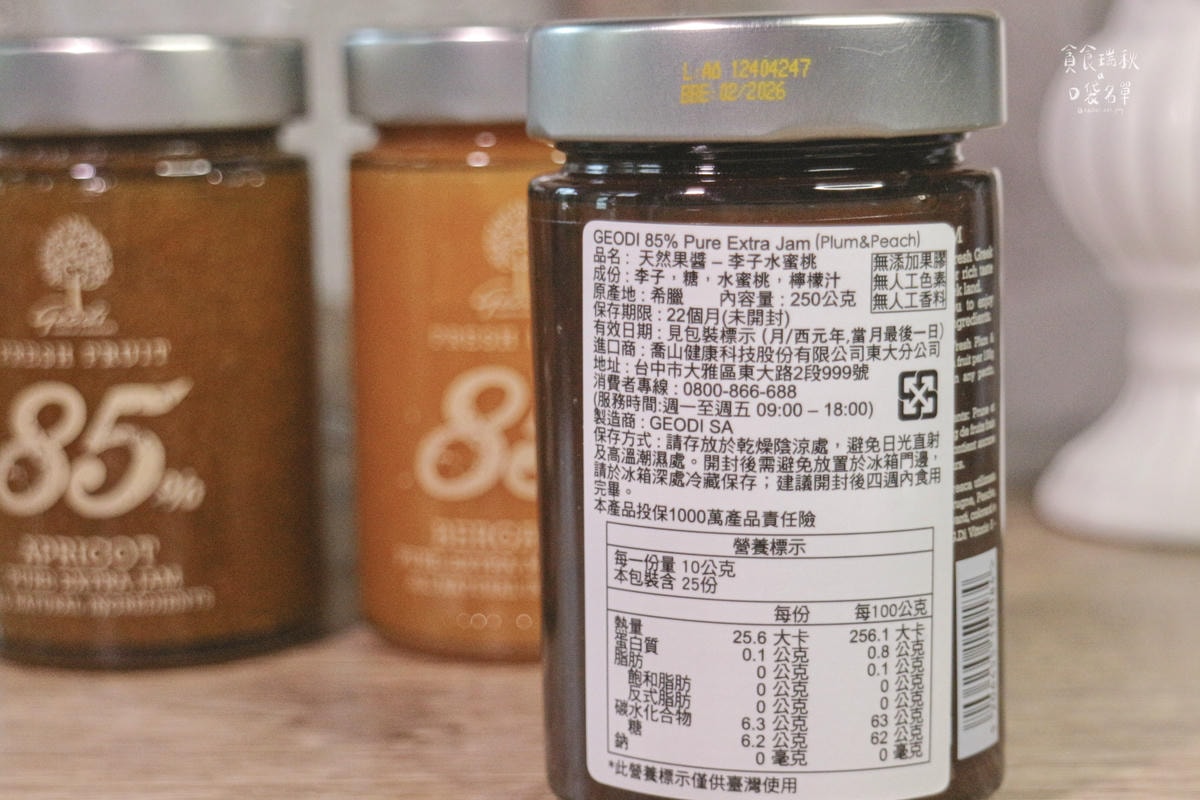 貪食瑞秋
の
口袋名單
L:A0 12404247
BBE:02/2026
Geodi
FRESH FRUIT
85%
APRICOT
PURE EXTRA JAM
GEODI 85% Pure Extra Jam (Plum&Peach)
品名: 天然果醬 – 李子水蜜桃
成份:李子,糖,水蜜桃,檸檬汁
原產地:希臘 內容量:250公克
無添加果膠
無人工色素
無人工香料
保存期限:22個月(未開封)
有效日期:見包裝標示 (月/西元年,當月最後一日)
進口商:喬山健康科技股份有限公司東大分公司
地址:台中市大雅區東大路2段999號
消費者專線:0800-866-688
(服務時間:週一至週五 09:00 – 18:00)
製造商:GEODI SA
保存方式:請存放於乾燥陰涼處,避免日光直射
及高溫潮濕處。開封後需避免放置於冰箱門邊,
請於冰箱深處冷藏保存;建議開封後四週內食用
完畢。
本產品投保1000萬產品責任險
營養標示
每一份量 10公克
本包裝含 25份
每份 每100公克
熱量 25.6 大卡 256.1 大卡
蛋白質 0.1 公克 0.8 公克
脂肪 0 公克 0.1 公克
飽和脂肪 0 公克 0 公克
反式脂肪 0 公克 0 公克
碳水化合物 6.3 公克 63 公克
糖 6.2 公克 62 公克
鈉 0 毫克 0 毫克
*此營養標示僅供臺灣使用